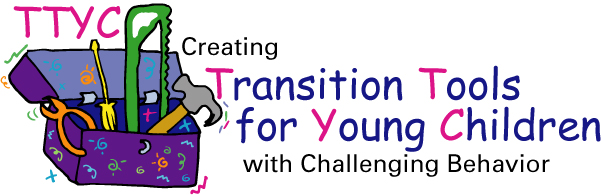 TTYC
Creating
Transition Tools
for Young Children
with Challenging Behavior